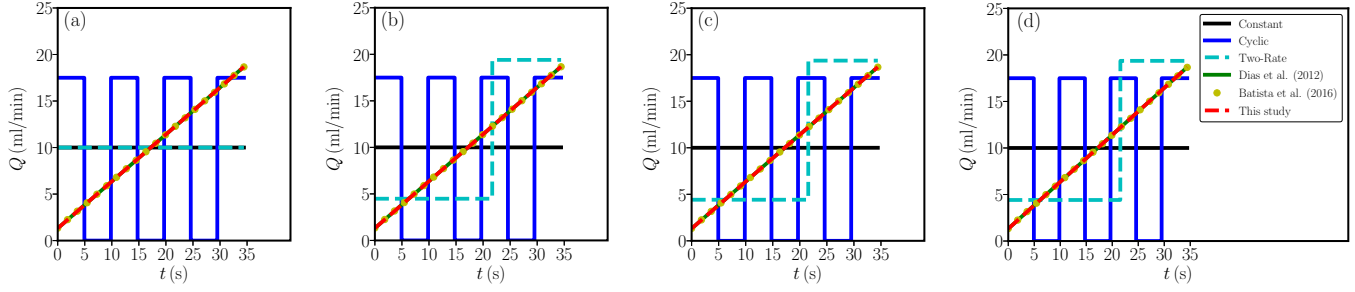 (a)
25
20
15
10
5
0
Q (ml/min)
0 5 10 15 20 25 30 35
t (s)
(b)
25
20
15
10
5
0
Q (ml/min)
0 5 10 15 20 25 30 35
t (s)
(c)
25
20
15
10
5
0
Q (ml/min)
0 5 10 15 20 25 30 35
t (s)
(d)
25
20
15
10
5
0
Q (ml/min)
0 5 10 15 20 25 30 35
t (s)
Constant
Cyclic
Two-Rate
Dias et al. (2012)
Batista et al. (2016)
This study